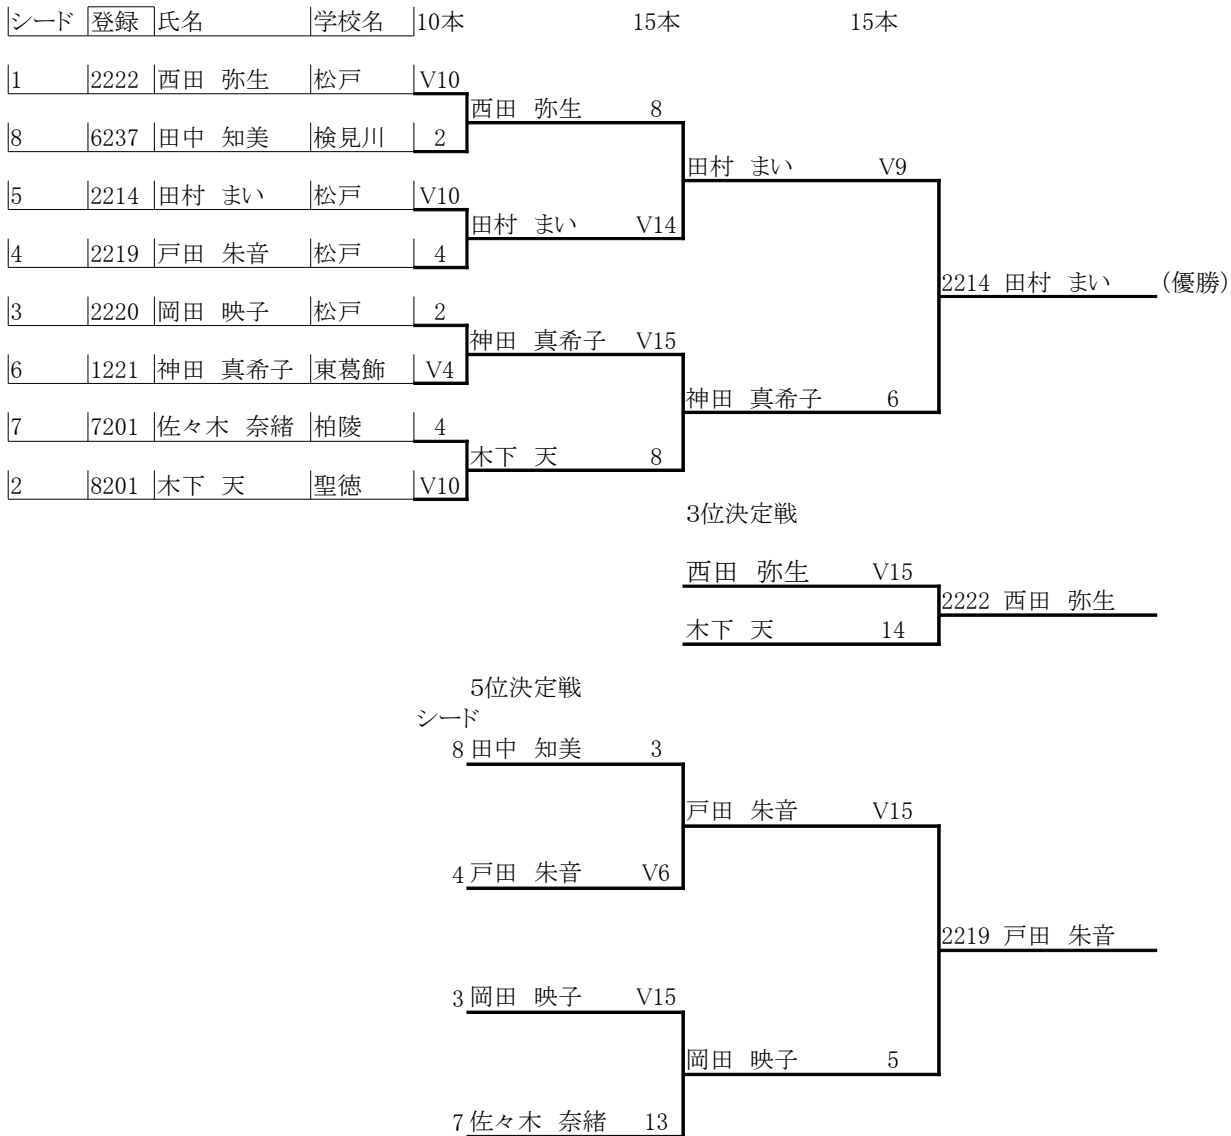 シード 登録 氏名 学校名 10本 15本 15本
1 2222 西田 弥生 松戸 V10
西田 弥生 8
8 6237 田中 知美 検見川 2
田村 まい V9
5 2214 田村 まい 松戸 V10
田村 まい V14
4 2219 戸田 朱音 松戸 4
2214 田村 まい (優勝)
3 2220 岡田 映子 松戸 2
神田 真希子 V15
6 1221 神田 真希子 東葛飾 V4
神田 真希子 6
7 7201 佐々木 奈緒 柏陵 4
木下 天 8
2 8201 木下 天 聖徳 V10
3位決定戦
西田 弥生 V15
2222 西田 弥生
木下 天 14
5位決定戦
シード
8 田中 知美 3
戸田 朱音 V15
4 戸田 朱音 V6
2219 戸田 朱音
3 岡田 映子 V15
岡田 映子 5
7 佐々木 奈緒 13